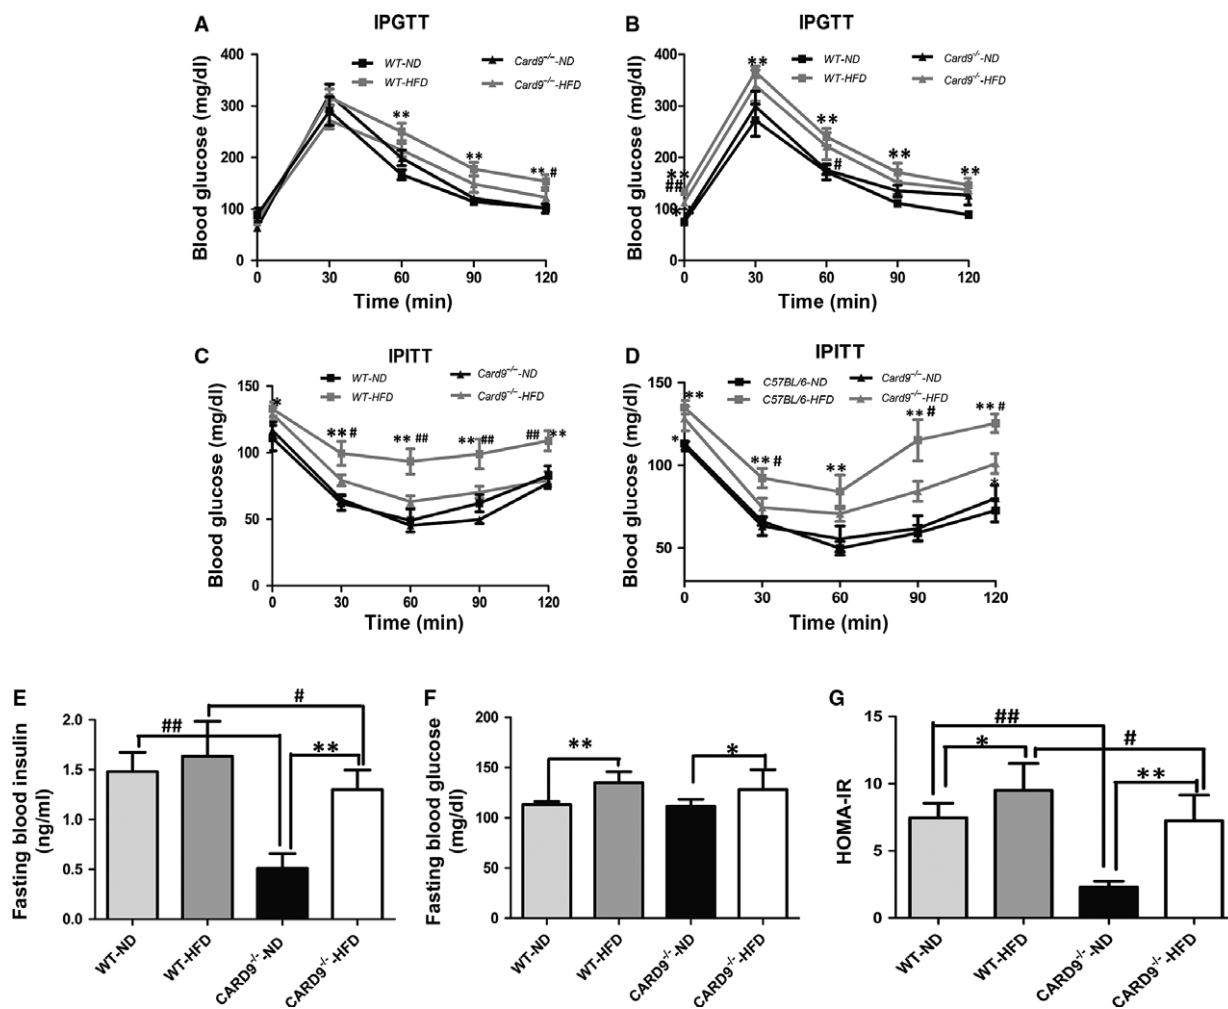 A
IPGTT
WT-ND
WT-HFD
Card9⁻/⁻-ND
Card9⁻/⁻-HFD
Blood glucose (mg/dl)
400
300
200
100
0
**
**
** #
0 30 60 90 120
Time (min)
B
IPGTT
WT-ND
WT-HFD
Card9⁻/⁻-ND
Card9⁻/⁻-HFD
Blood glucose (mg/dl)
400
300
200
100
0
**
##
*
**
**
#
**
**
0 30 60 90 120
Time (min)
C
IPITT
WT-ND
WT-HFD
Card9⁻/⁻-ND
Card9⁻/⁻-HFD
Blood glucose (mg/dl)
150
100
50
0
*
** #
** ##
** ##
## **
0 30 60 90 120
Time (min)
D
IPITT
C57BL/6-ND
C57BL/6-HFD
Card9⁻/⁻-ND
Card9⁻/⁻-HFD
Blood glucose (mg/dl)
150
100
50
**
*
** #
**
** #
** #
*
0 30 60 90 120
Time (min)
E
Fasting blood insulin
(ng/ml)
2.0
1.5
1.0
0.5
0.0
##
#
**
WT-ND
WT-HFD
CARD9⁻/⁻-ND
CARD9⁻/⁻-HFD
F
Fasting blood glucose
(mg/dl)
200
150
100
50
0
**
*
WT-ND
WT-HFD
CARD9⁻/⁻-ND
CARD9⁻/⁻-HFD
G
HOMA-IR
15
10
5
0
##
*
#
**
WT-ND
WT-HFD
CARD9⁻/⁻-ND
CARD9⁻/⁻-HFD